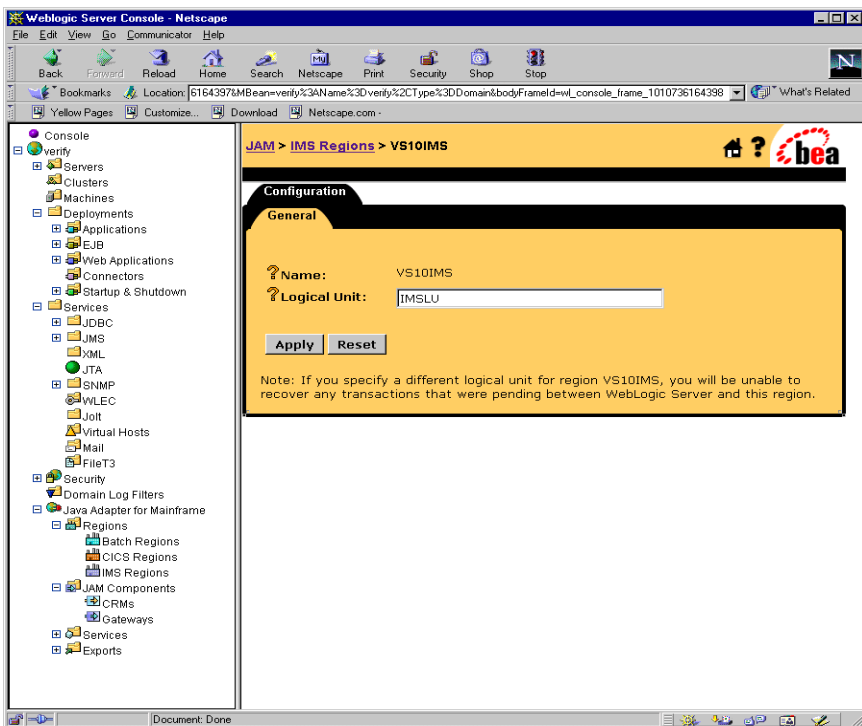 Weblogic Server Console - Netscape
File Edit View Go Communicator Help
Back Forward Reload Home Search Netscape Print Security Shop Stop
Bookmarks Location: 6164397&MBean=verify%3AName%3Dverify%2CType%3DDomain&bodyFrameId=wl_console_frame_1010736164398 What's Related
Yellow Pages Customize... Download Netscape.com
Console
verify
Servers
Clusters
Machines
Deployments
Applications
EJB
Web Applications
Connectors
Startup & Shutdown
Services
JDBC
JMS
XML
JTA
SNMP
WLEC
Jolt
Virtual Hosts
Mail
FileT3
Security
Domain Log Filters
Java Adapter for Mainframe
Regions
Batch Regions
CICS Regions
IMS Regions
JAM Components
CRMs
Gateways
Services
Exports
JAM > IMS Regions > VS10IMS
? bea
Configuration
General
? Name: VS10IMS
? Logical Unit: IMSLU
Apply Reset
Note: If you specify a different logical unit for region VS10IMS, you will be unable to
recover any transactions that were pending between WebLogic Server and this region.
Document: Done